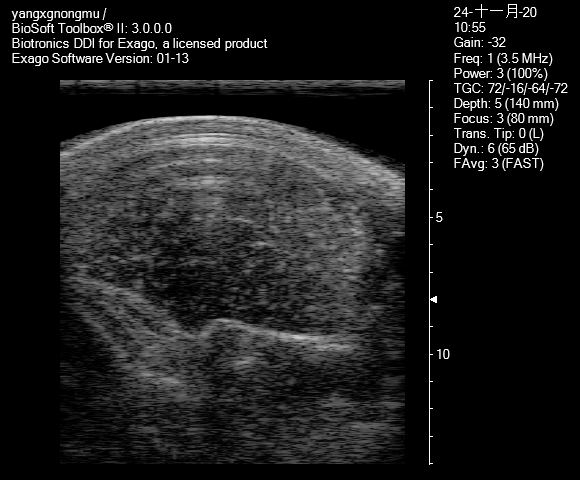 yangxgnongmu /
BioSoft Toolbox® II: 3.0.0.0
Biotronics DDI for Exago, a licensed product
Exago Software Version: 01-13
24-十一月-20
10:55
Gain: -32
Freq: 1 (3.5 MHz)
Power: 3 (100%)
TGC: 72/-16/-64/-72
Depth: 5 (140 mm)
Focus: 3 (80 mm)
Trans. Tip: 0 (L)
Dyn.: 6 (65 dB)
FAvg: 3 (FAST)
5
10